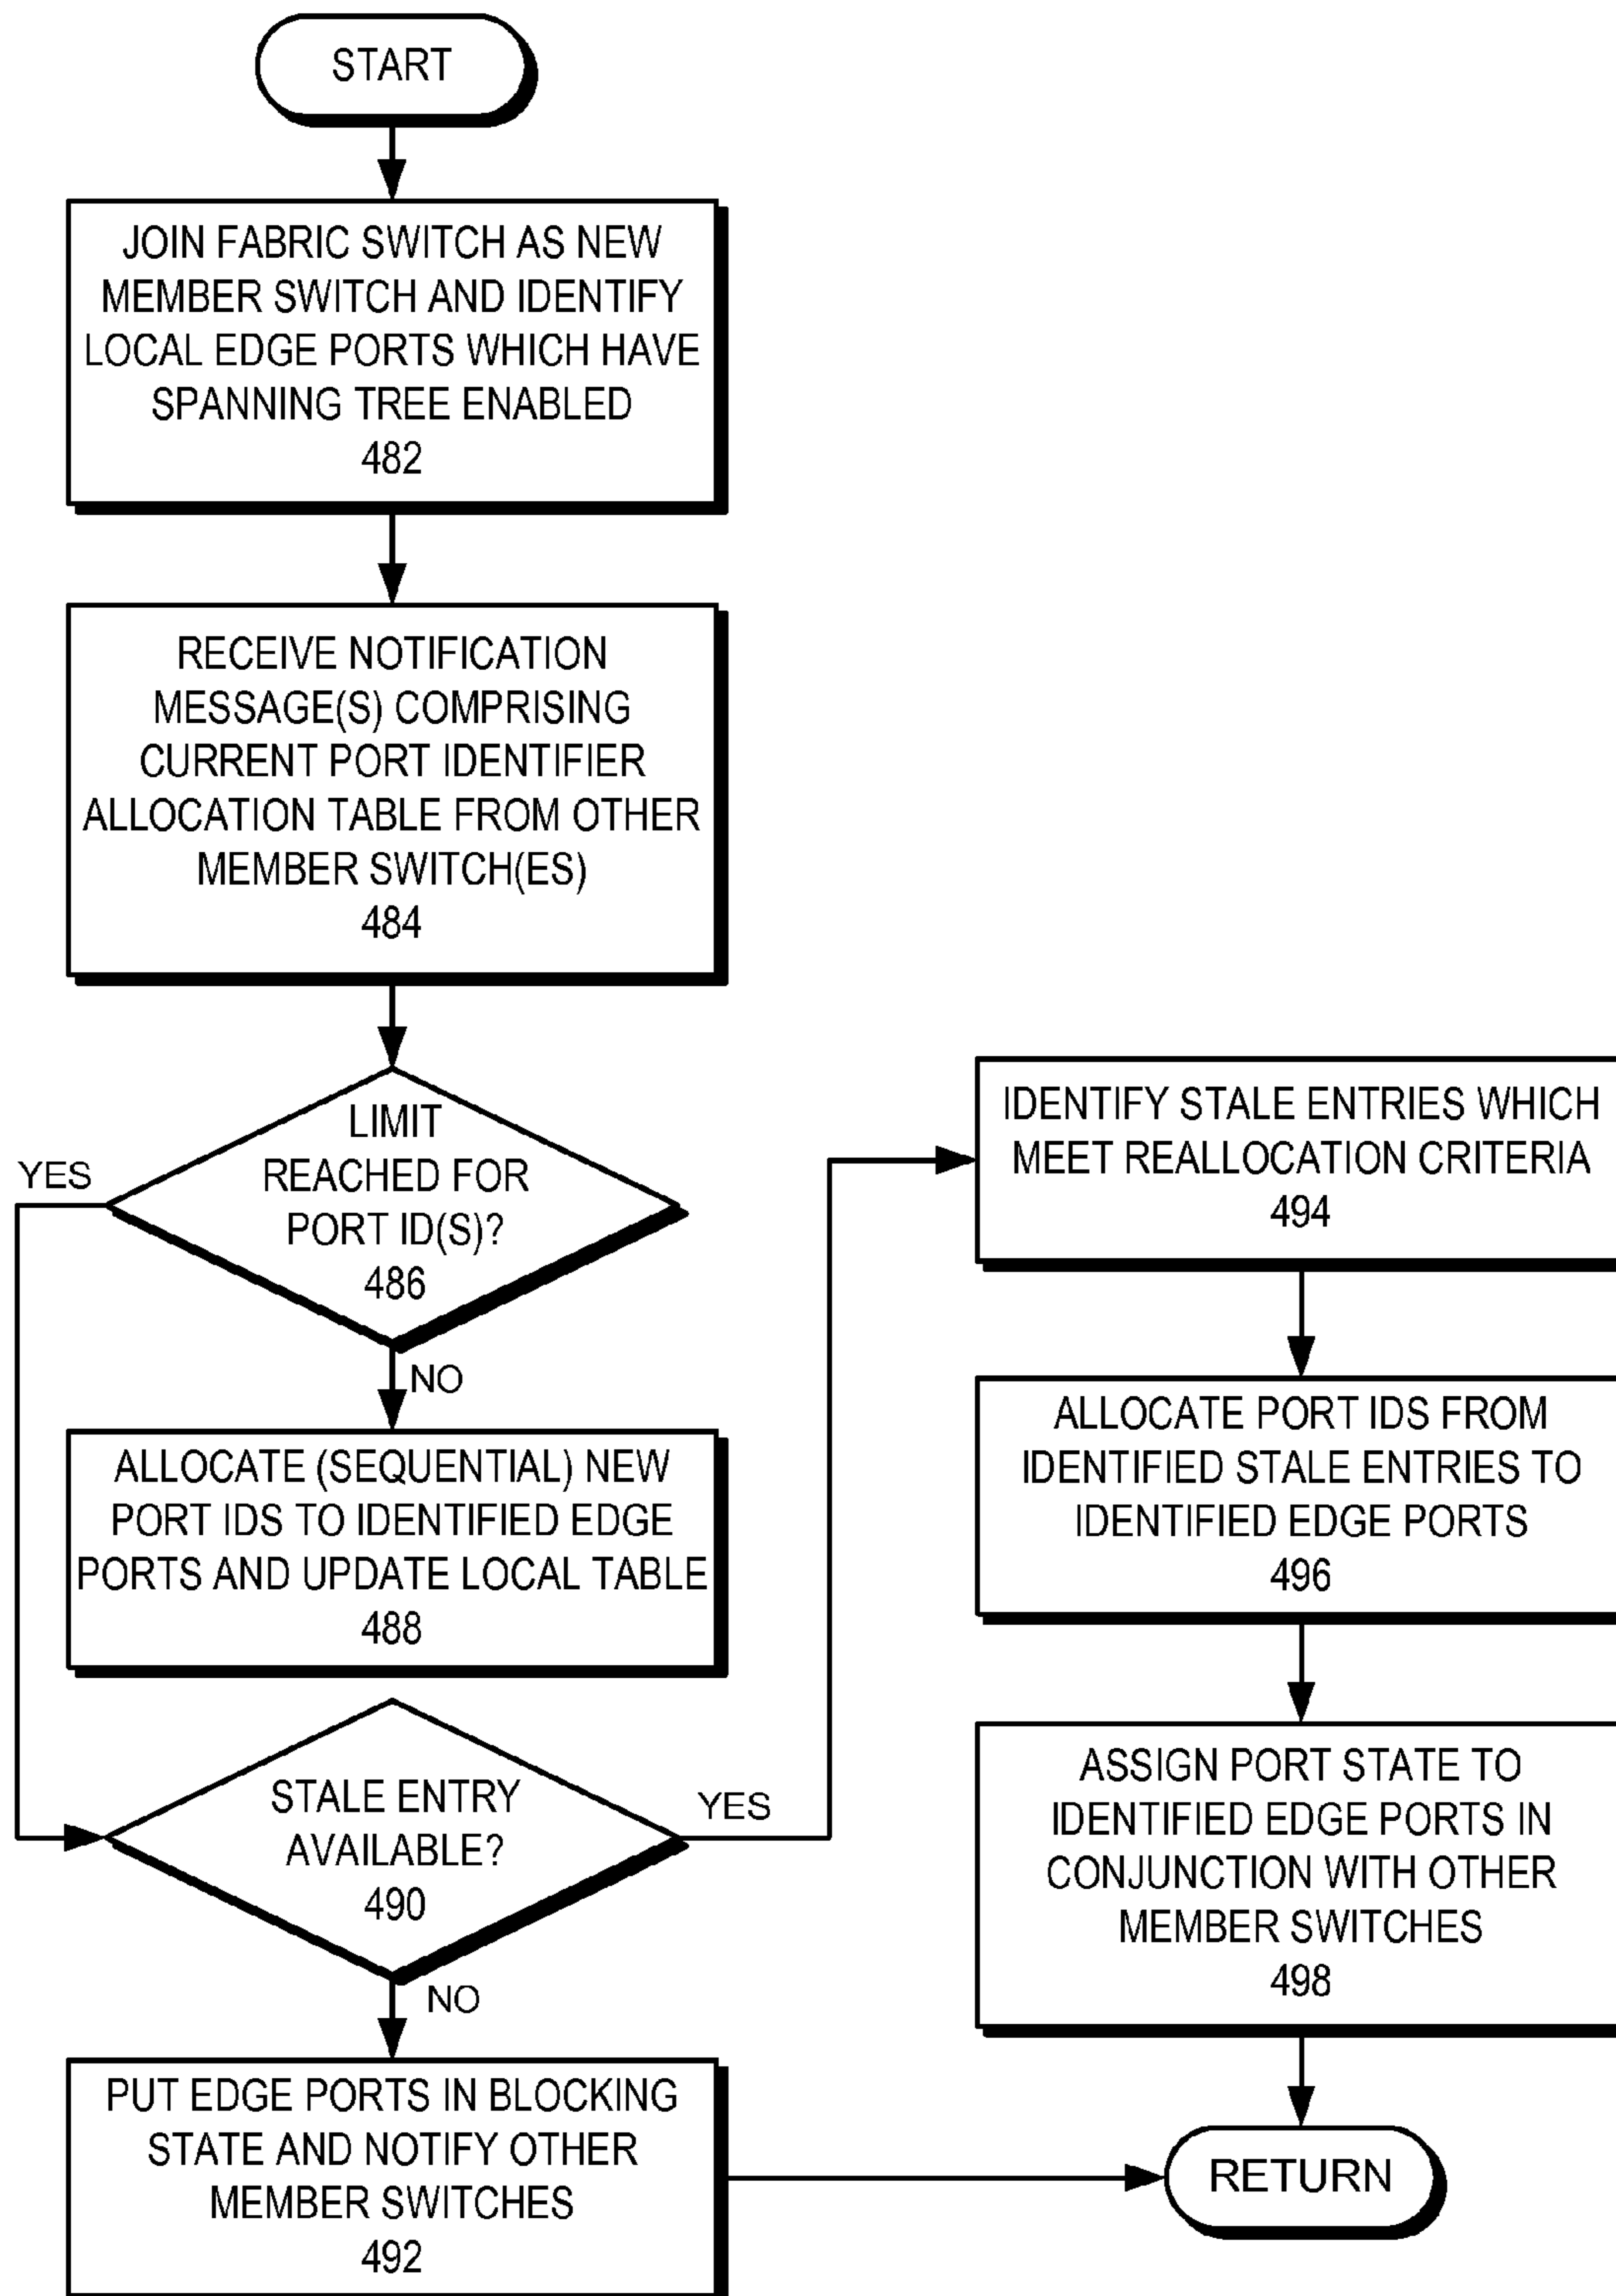 START
JOIN FABRIC SWITCH AS NEW
MEMBER SWITCH AND IDENTIFY
LOCAL EDGE PORTS WHICH HAVE
SPANNING TREE ENABLED
482
RECEIVE NOTIFICATION
MESSAGE(S) COMPRISING
CURRENT PORT IDENTIFIER
ALLOCATION TABLE FROM OTHER
MEMBER SWITCH(ES)
484
LIMIT
REACHED FOR
PORT ID(S)?
486
YES
NO
ALLOCATE (SEQUENTIAL) NEW
PORT IDS TO IDENTIFIED EDGE
PORTS AND UPDATE LOCAL TABLE
488
STALE ENTRY
AVAILABLE?
490
YES
NO
PUT EDGE PORTS IN BLOCKING
STATE AND NOTIFY OTHER
MEMBER SWITCHES
492
IDENTIFY STALE ENTRIES WHICH
MEET REALLOCATION CRITERIA
494
ALLOCATE PORT IDS FROM
IDENTIFIED STALE ENTRIES TO
IDENTIFIED EDGE PORTS
496
ASSIGN PORT STATE TO
IDENTIFIED EDGE PORTS IN
CONJUNCTION WITH OTHER
MEMBER SWITCHES
498
RETURN